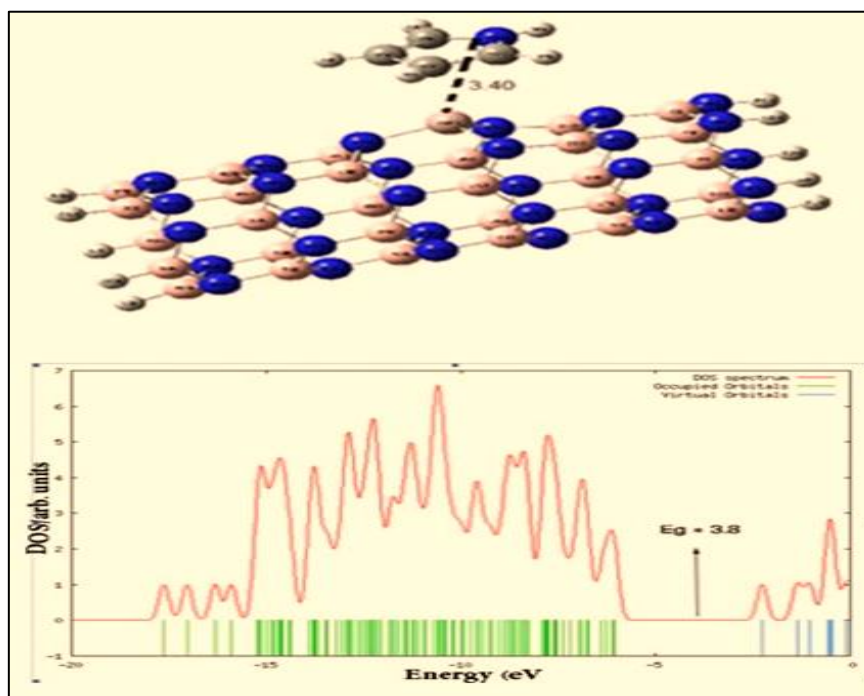 3.40
DOS(arb. units
7
6
5
4
3
2
1
0
-1
DOS spectrum
Occupied Orbitals
Virtual Orbitals
Eg = 3.8
-20
-15
-10
-5
0
Energy (eV